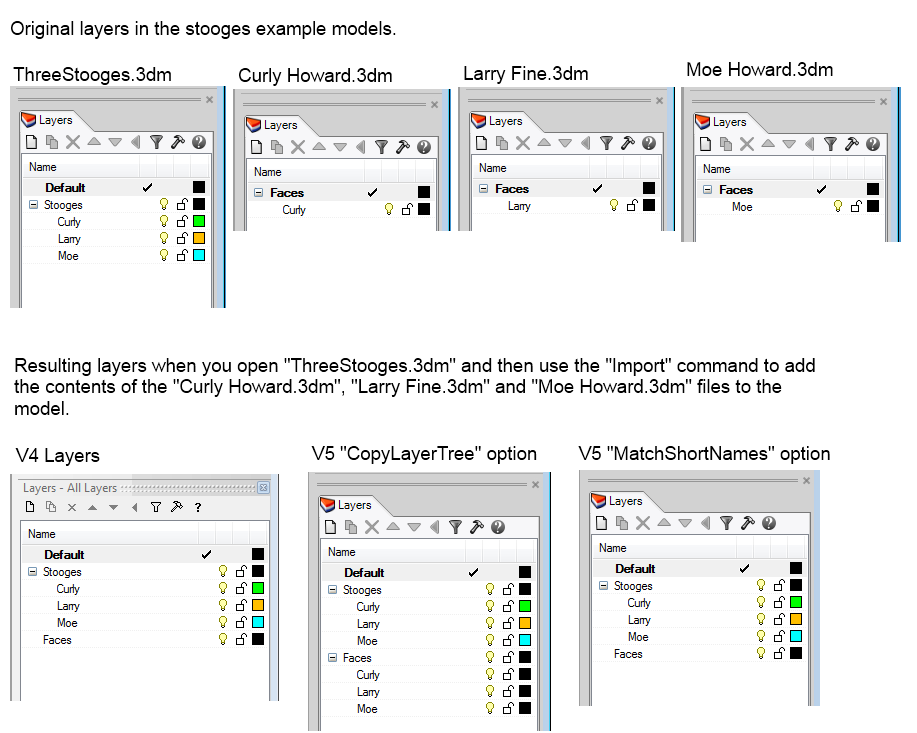 Original layers in the stooges example models.
ThreeStooges.3dm
Layers
Name
Default
Stooges
Curly
Larry
Moe
Curly Howard.3dm
Layers
Name
Faces
Curly
Larry Fine.3dm
Layers
Name
Faces
Larry
Moe Howard.3dm
Layers
Name
Faces
Moe
Resulting layers when you open "ThreeStooges.3dm" and then use the "Import" command to add
the contents of the "Curly Howard.3dm", "Larry Fine.3dm" and "Moe Howard.3dm" files to the
model.
V4 Layers
Layers - All Layers
Name
Default
Stooges
Curly
Larry
Moe
Faces
V5 "CopyLayerTree" option
Layers
Name
Default
Stooges
Curly
Larry
Moe
Faces
Curly
Larry
Moe
V5 "MatchShortNames" option
Layers
Name
Default
Stooges
Curly
Larry
Moe
Faces